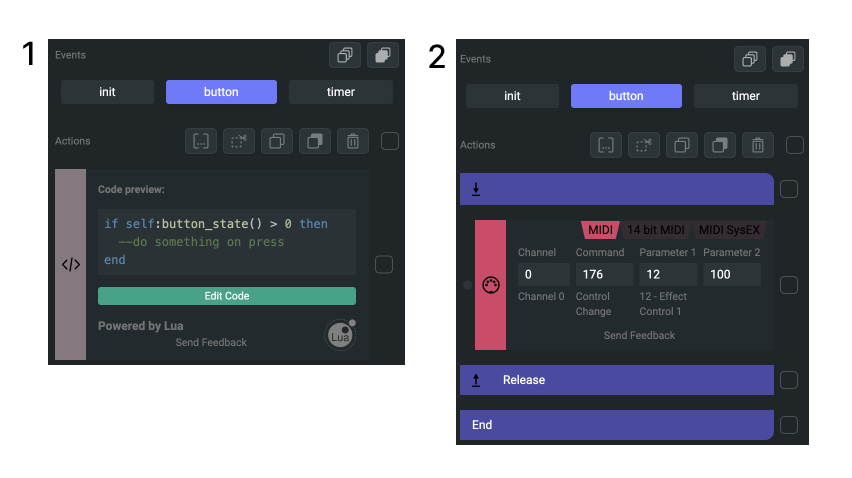 1
Events
init
button
timer
Actions
[...]
</>
Code preview:
if self:button_state() > 0 then
--do something on press
end
Edit Code
Powered by Lua
Send Feedback
Lua
2
Events
init
button
timer
Actions
[...]
MIDI
14 bit MIDI
MIDI SysEX
Channel
Command
Parameter 1
Parameter 2
0
176
12
100
Channel 0
Control
Change
12 - Effect
Control 1
Send Feedback
Release
End